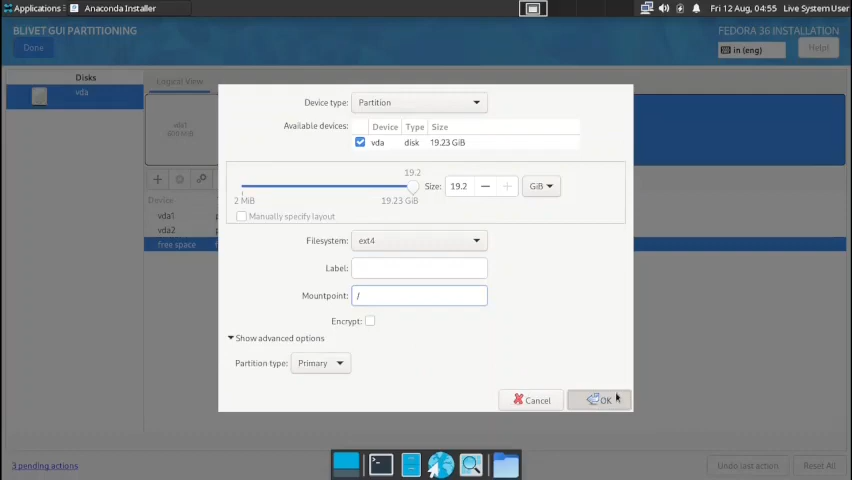 Applications Anaconda Installer Fri 12 Aug, 04:55 Live System User
BLIVET GUI PARTITIONING FEDORA 36 INSTALLATION
Done in (eng) Help!
Disks Logical View
vda
vda1
Device
vda1
vda2
free space
Device type: Partition
Available devices: Device Type Size
vda disk 19.23 GiB
19.2
Size: 19.2 GiB
2 MiB 19.23 GiB
Manually specify layout
Filesystem: ext4
Label:
Mountpoint: /
Encrypt:
Show advanced options
Partition type: Primary
Cancel OK
3 pending actions Undo last action Reset All